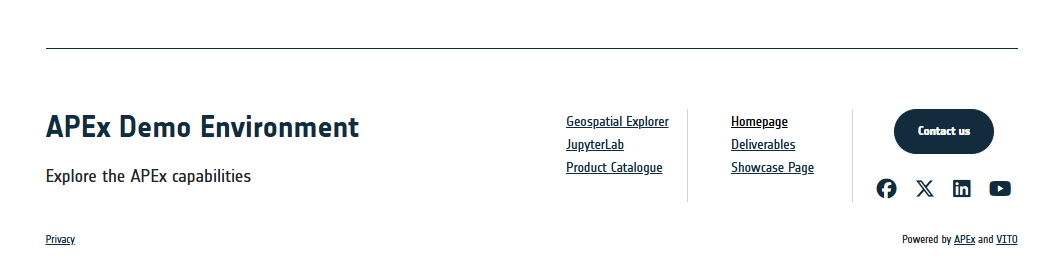 APEx Demo Environment
Explore the APEx capabilities
Geospatial Explorer
JupyterLab
Product Catalogue
Homepage
Deliverables
Showcase Page
Contact us
Privacy
Powered by APEx and VITO